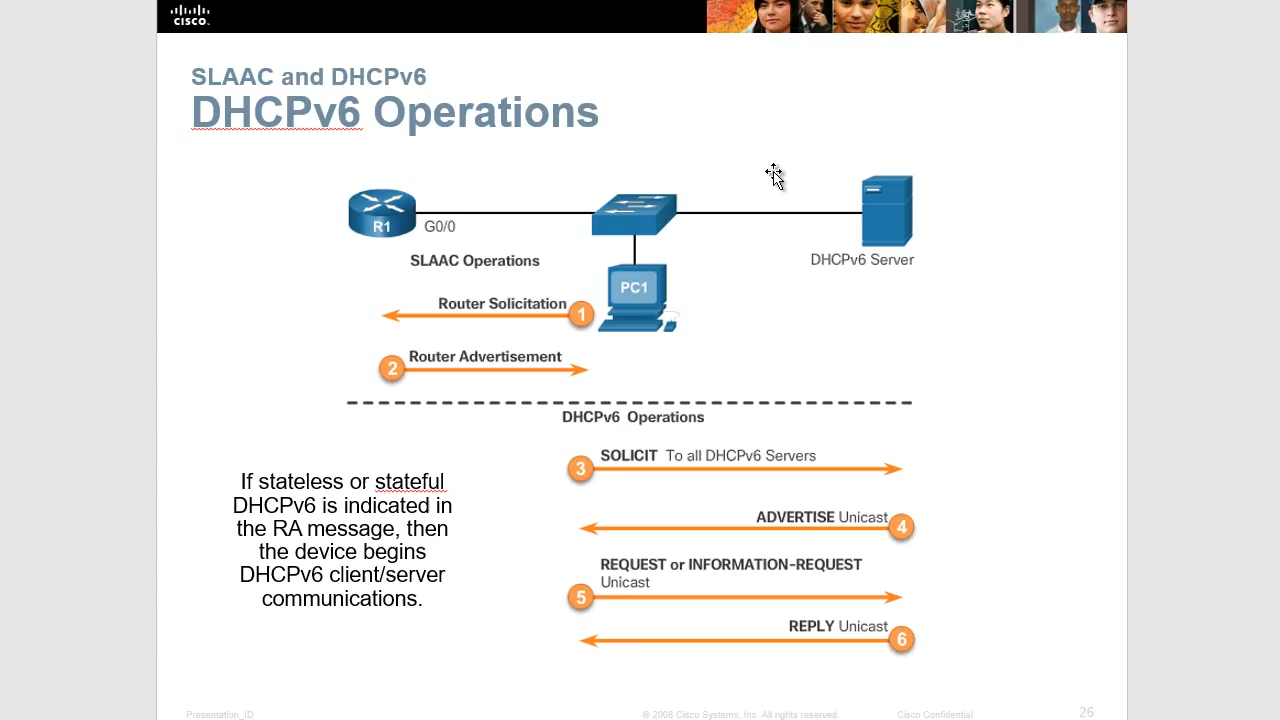 CISCO.
SLAAC and DHCPv6
DHCPv6 Operations
R1
G0/0
DHCPv6 Server
SLAAC Operations
PC1
Router Solicitation
1
Router Advertisement
2
DHCPv6 Operations
SOLICIT To all DHCPv6 Servers
3
ADVERTISE Unicast
4
REQUEST or INFORMATION-REQUEST
Unicast
5
REPLY Unicast
6
If stateless or stateful
DHCPv6 is indicated in
the RA message, then
the device begins
DHCPv6 client/server
communications.
Presentation_ID
© 2008 Cisco Systems, Inc. All rights reserved.
Cisco Confidential
26